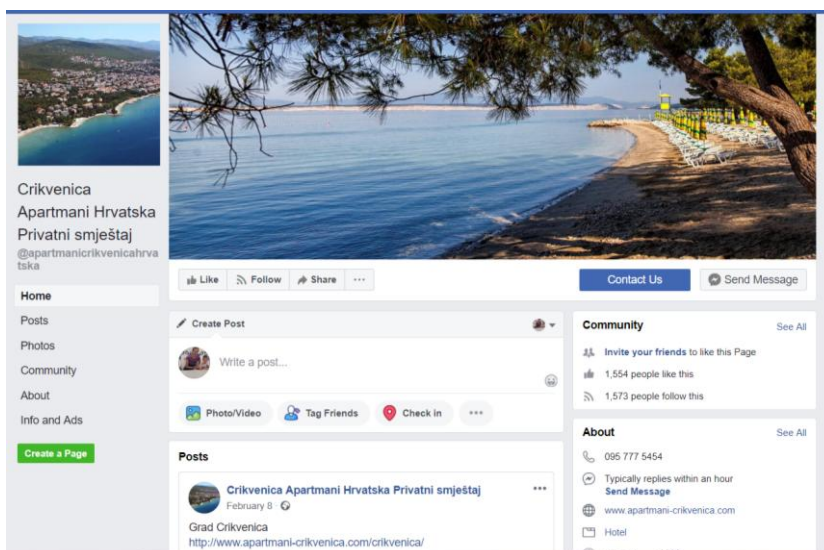 Crikvenica
Apartmani Hrvatska
Privatni smještaj
@apartmanicrikvenicahrva
tska
Home
Posts
Photos
Community
About
Info and Ads
Create a Page
Like Follow Share ...
Contact Us Send Message
Create Post
Write a post...
Photo/Video Tag Friends Check in ...
Posts
Crikvenica Apartmani Hrvatska Privatni smještaj ...
February 8 ·
Grad Crikvenica
http://www.apartmani-crikvenica.com/crikvenica/
Community See All
Invite your friends to like this Page
1,554 people like this
1,573 people follow this
About See All
095 777 5454
Typically replies within an hour
Send Message
www.apartmani-crikvenica.com
Hotel